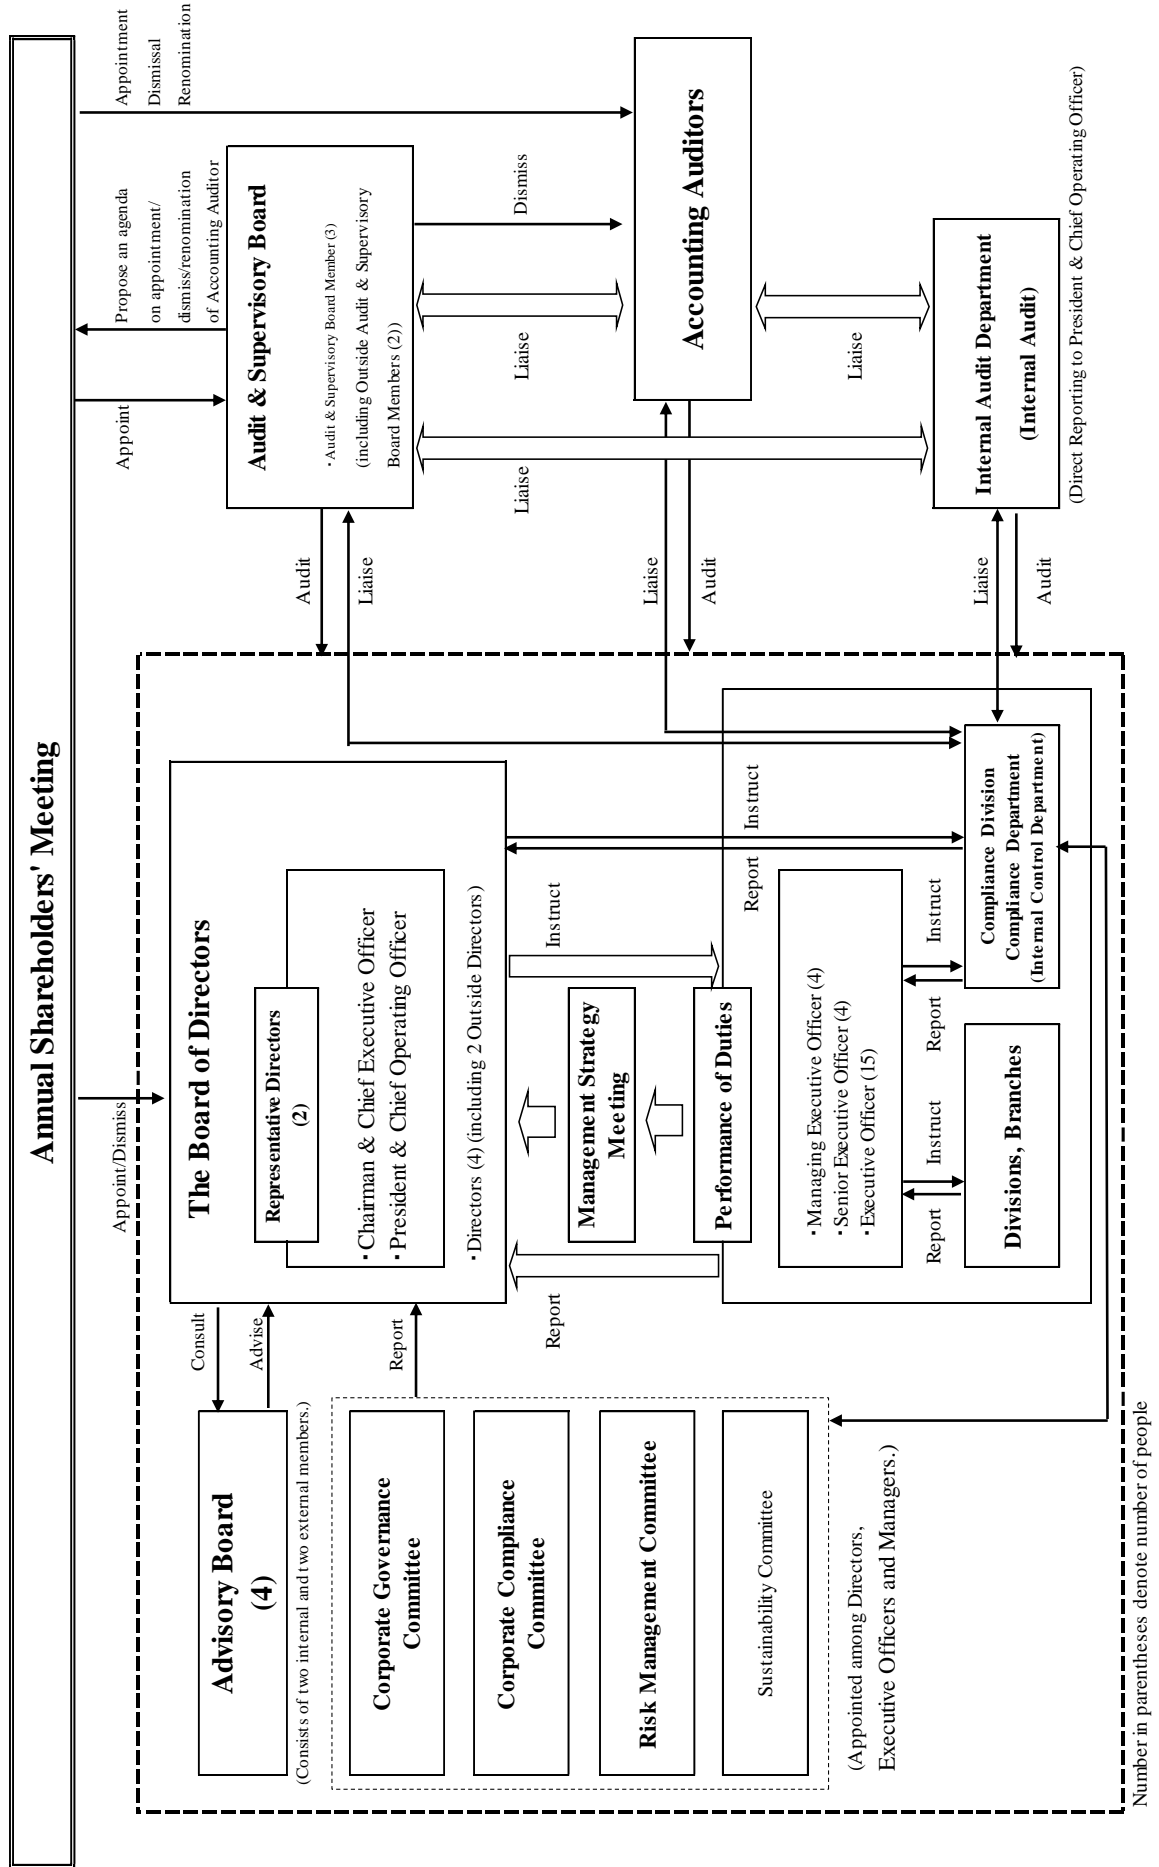 Annual Shareholders' Meeting
Appoint/Dismiss
Appoint
Propose an agenda
on appointment/
dismiss/renomination
of Accounting Auditor
Appointment
Dismissal
Renomination
Advisory Board
(4)
(Consists of two internal and two external members.)
Consult
Advise
The Board of Directors
Representative Directors
(2)
・Chairman & Chief Executive Officer
・President & Chief Operating Officer
・Directors (4) (including 2 Outside Directors)
Audit & Supervisory Board
・Audit & Supervisory Board Member (3)
(including Outside Audit & Supervisory
Board Members (2))
Audit
Liaise
Corporate Governance
Committee
Corporate Compliance
Committee
Risk Management Committee
Sustainability Committee
(Appointed among Directors,
Executive Officers and Managers.)
Report
Report
Instruct
Management Strategy
Meeting
Performance of Duties
・Managing Executive Officer (4)
・Senior Executive Officer (4)
・Executive Officer (15)
Report
Instruct
Report
Instruct
Report
Instruct
Divisions, Branches
Compliance Division
Compliance Department
(Internal Control Department)
Liaise
Liaise
Dismiss
Accounting Auditors
Liaise
Audit
Liaise
Internal Audit Department
(Internal Audit)
(Direct Reporting to President & Chief Operating Officer)
Liaise
Audit
Number in parentheses denote number of people